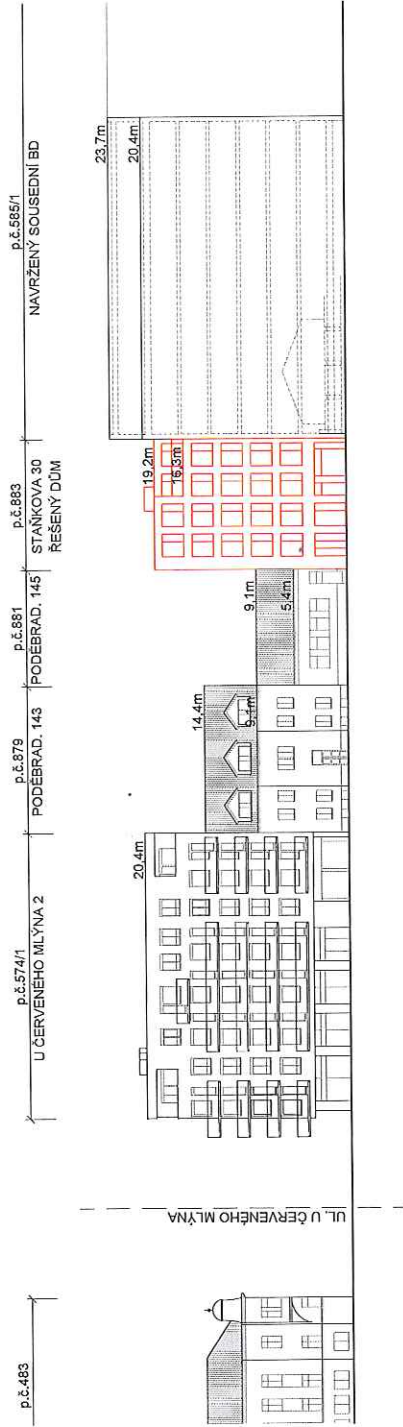 p.č.483
UL. U ČERVENÉHO MLÝNA
p.č.574/1
U ČERVENÉHO MLÝNA 2
20,4m
p.č.879
PODĚBRAD. 143
14,4m
9,1m
p.č.881
PODĚBRAD. 145
9,1m
5,4m
p.č.883
STAŇKOVA 30
ŘEŠENÝ DŮM
19,2m
16,3m
p.č.585/1
NAVRŽENÝ SOUSEDNÍ BD
23,7m
20,4m